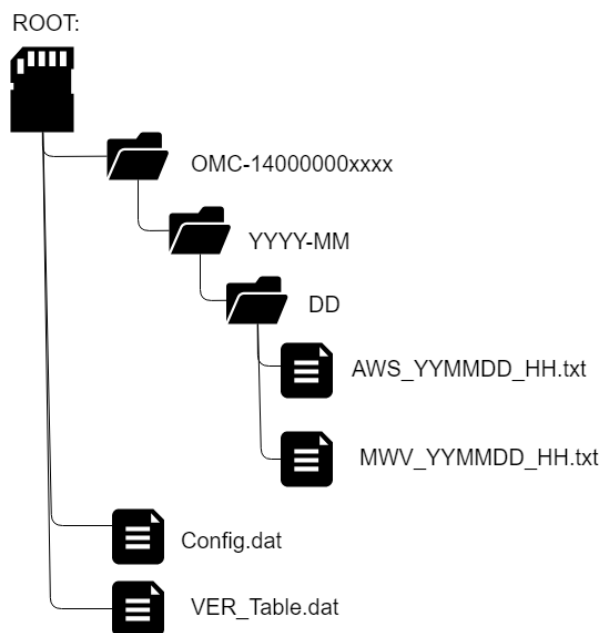 ROOT:
OMC-14000000xxxx
YYYY-MM
DD
AWS_YYMMDD_HH.txt
MWV_YYMMDD_HH.txt
Config.dat
VER_Table.dat